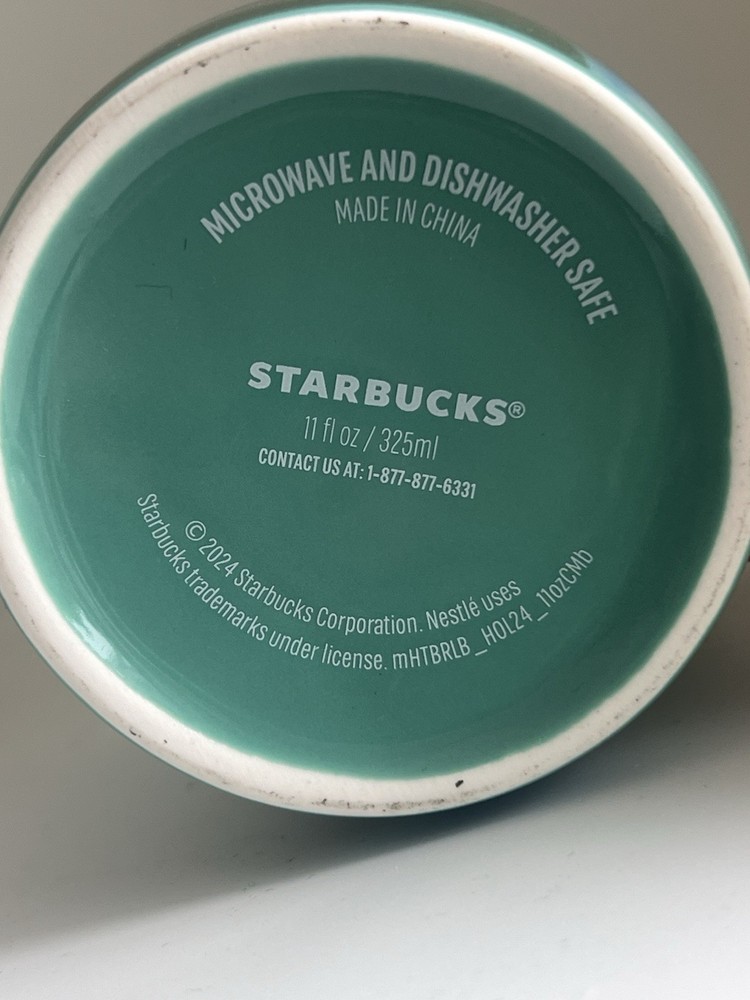 MICROWAVE AND DISHWASHER SAFE
MADE IN CHINA
STARBUCKS®
11 fl oz / 325ml
CONTACT US AT: 1-877-877-6331
© 2024 Starbucks Corporation. Nestlé uses
Starbucks trademarks under license. mHTBRLB_HOL24_11ozCMb